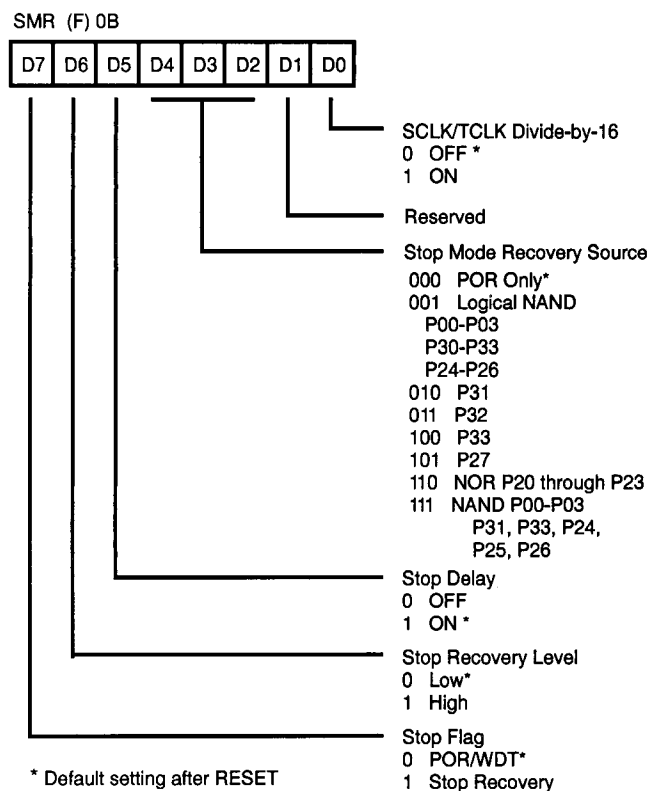 SMR (F) 0B
D7 D6 D5 D4 D3 D2 D1 D0
SCLK/TCLK Divide-by-16
0 OFF *
1 ON
Reserved
Stop Mode Recovery Source
000 POR Only*
001 Logical NAND
P00-P03
P30-P33
P24-P26
010 P31
011 P32
100 P33
101 P27
110 NOR P20 through P23
111 NAND P00-P03
P31, P33, P24,
P25, P26
Stop Delay
0 OFF
1 ON *
Stop Recovery Level
0 Low*
1 High
Stop Flag
0 POR/WDT*
1 Stop Recovery
* Default setting after RESET